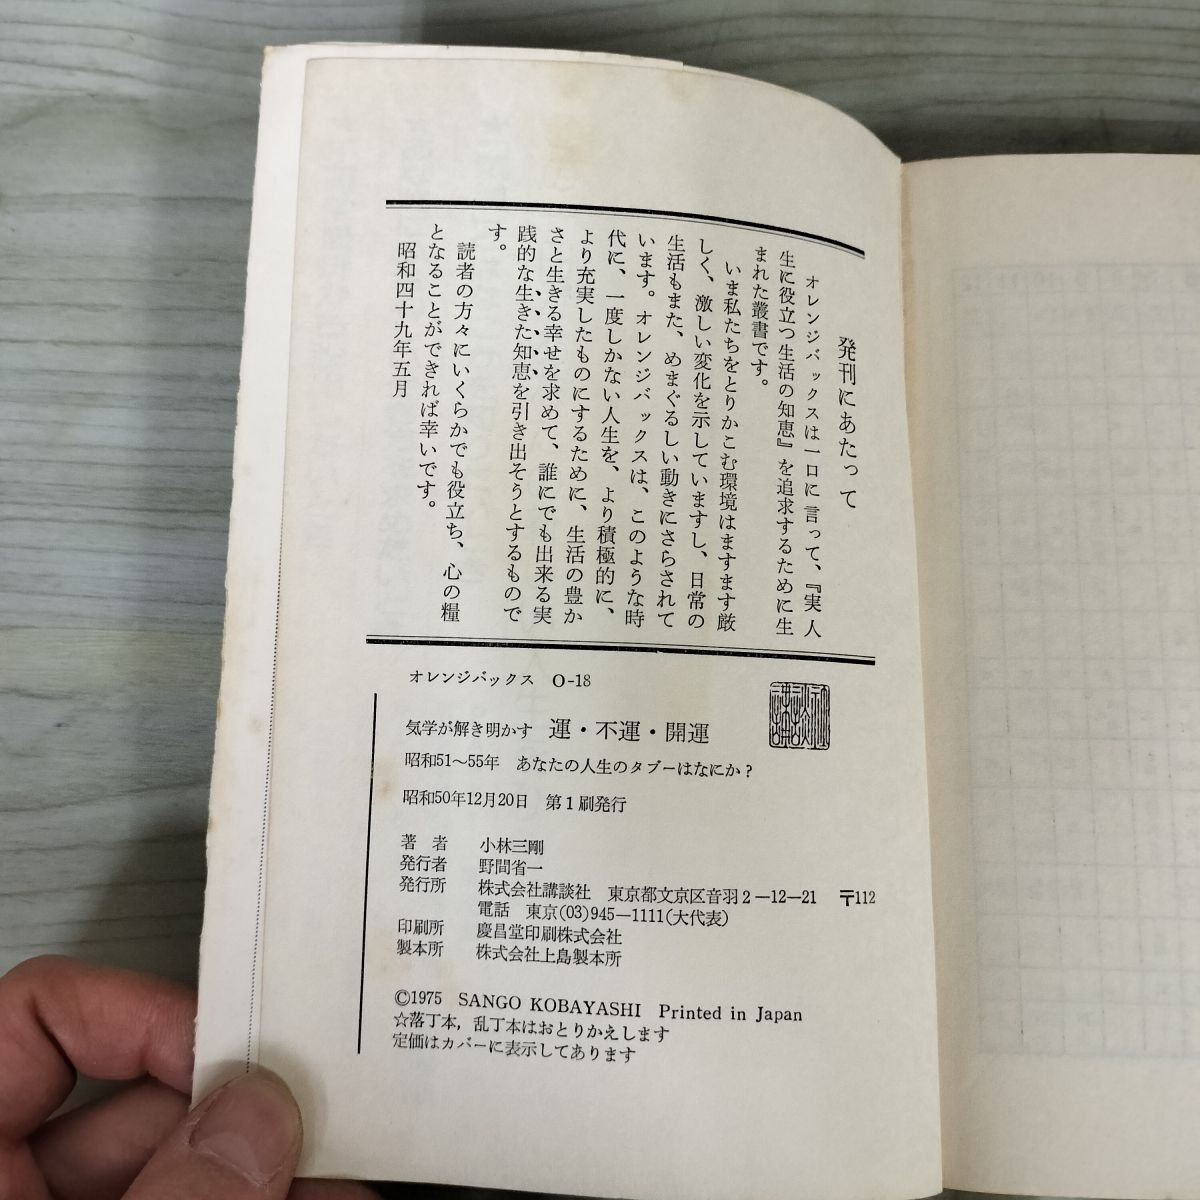 発刊にあたって
オレンジバックスは一口に言って、『実人
生に役立つ生活の知恵』を追求するために生
まれた叢書です。
いま私たちをとりかこむ環境はますます厳
しく、激しい変化を示していますし、日常の
生活もまた、めまぐるしい動きにさらされて
います。オレンジバックスは、このような時
代に、一度しかない人生を、より積極的に、
より充実したものにするために、生活の豊か
さと生きる幸せを求めて、誰にでも出来る実
践的な生きた知恵を引き出そうとするもので
す。
読者の方々にいくらかでも役立ち、心の糧
となることができれば幸いです。
昭和四十九年五月
オレンジバックス O-18
講談社
気学が解き明かす 運・不運・開運
昭和51〜55年 あなたの人生のタブーはなにか?
昭和50年12月20日 第1刷発行
著者 小林三剛
発行者 野間省一
発行所 株式会社講談社 東京都文京区音羽2—12—21 〒112
電話 東京(03)945—1111(大代表)
印刷所 慶昌堂印刷株式会社
製本所 株式会社上島製本所
©1975 SANGO KOBAYASHI Printed in Japan
☆落丁本,乱丁本はおとりかえします
定価はカバーに表示してあります